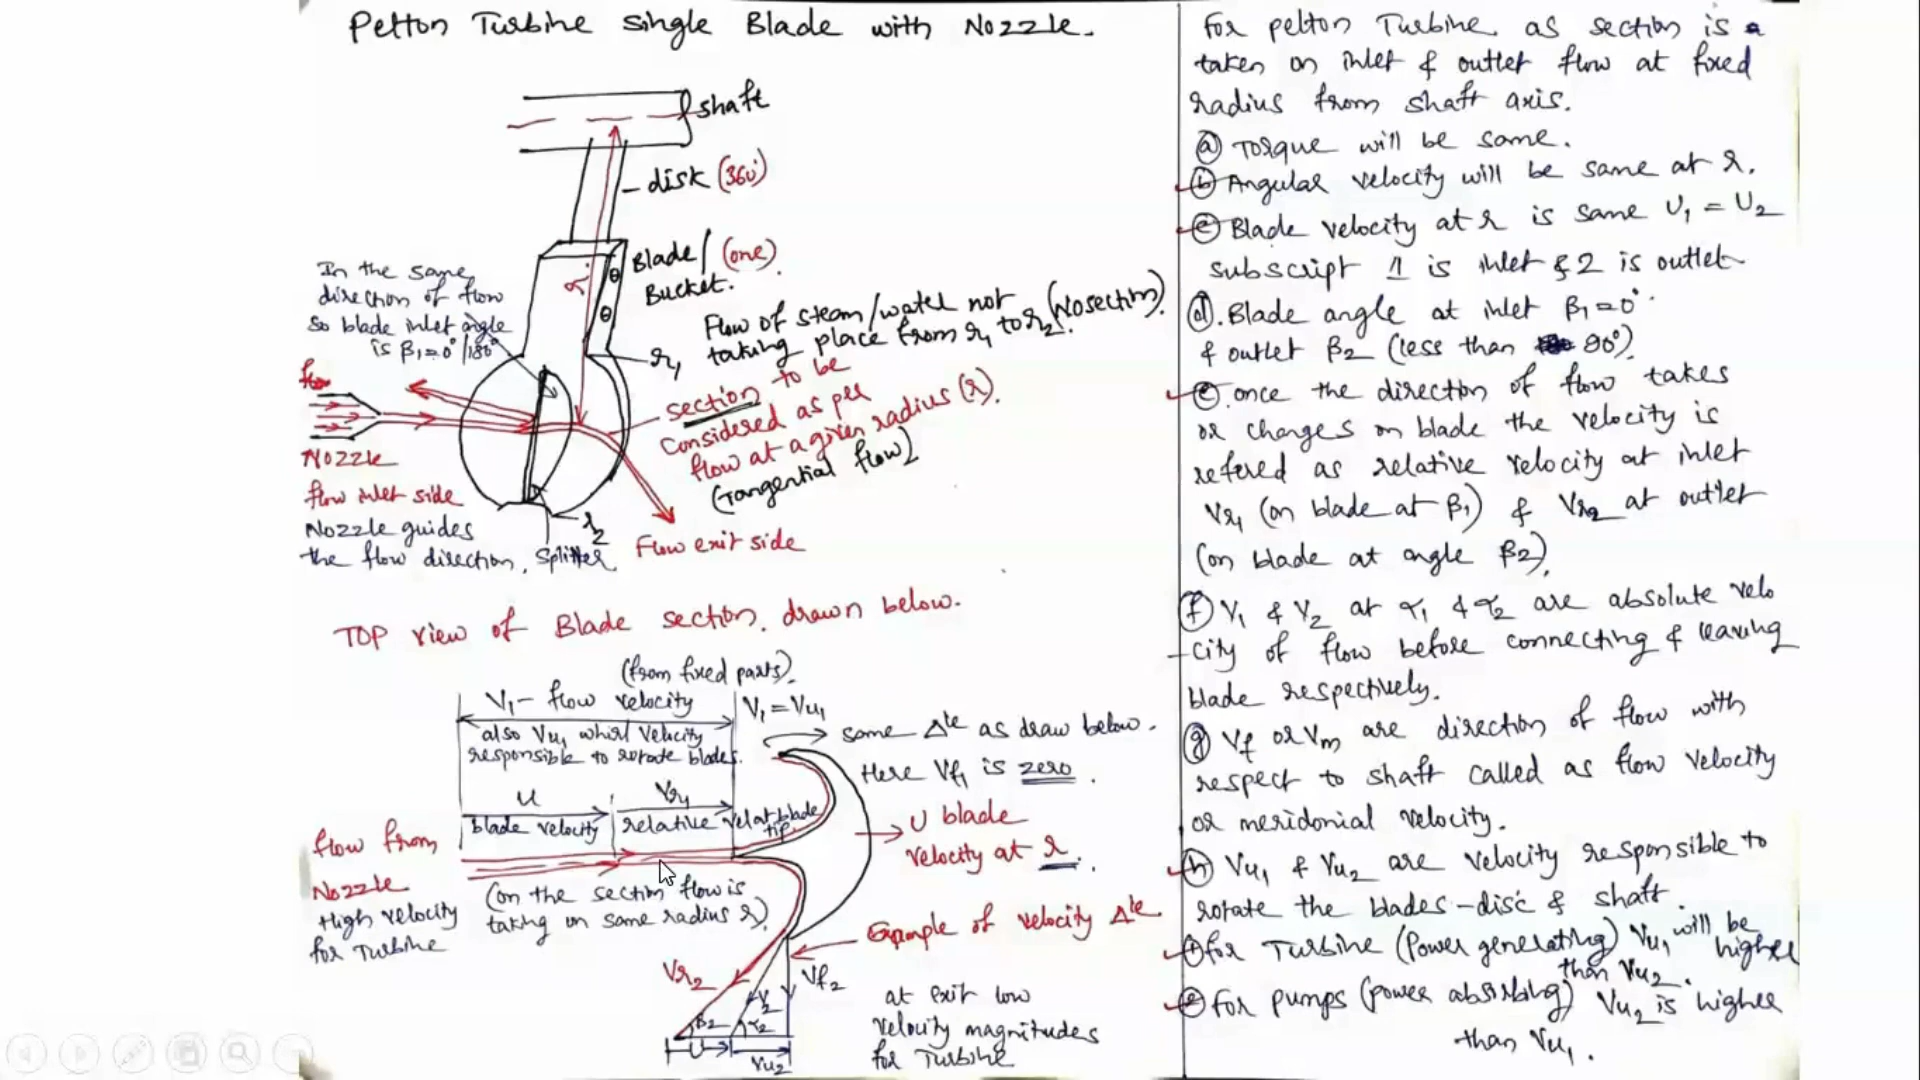 Pelton Turbine single Blade with Nozzle.
shaft
disk (360°)
Blade/ (one)
Bucket.
In the same
direction of flow
so blade inlet angle
is β1=0°/180°
r
θ
θ
Flow of steam/water not
taking place from r1 to r2 (No section).
r1
section to be
considered as per
flow at a given radius (r).
(Tangential flow)
flow
Nozzle
flow inlet side
Nozzle guides
the flow direction.
splitter
r2
Flow exit side
TOP view of Blade section. drawn below.
(from fixed parts).
V1 - flow velocity
V1 = Vu1
also Vu1 whirl velocity
responsible to rotate blades.
same Δle as draw below.
Here Vf1 is zero.
u
Vr1
blade velocity
relative vel at blade
tip
U blade
velocity at r.
flow from
Nozzle
High velocity
for Turbine
(on the section flow is
taking on same radius r)
Example of velocity Δle
Vr2
V2
Vf2
β2
α2
U
Vu2
at exit low
velocity magnitudes
for Turbine
For pelton Turbine as section is a
taken on inlet & outlet flow at fixed
radius from shaft axis.
(a) Torque will be same.
(b) Angular velocity will be same at r.
(c) Blade velocity at r is same U1 = U2
subscript 1 is inlet & 2 is outlet
(d). Blade angle at inlet β1=0°.
& outlet β2 (less than 90°).
(e). once the direction of flow takes
or changes on blade the velocity is
refered as relative velocity at inlet
Vr1 (on blade at β1) & Vr2 at outlet
(on blade at angle β2).
(f) V1 & V2 at α1 & α2 are absolute velo
-city of flow before connecting & leaving
blade respectively.
(g) Vf or Vm are direction of flow with
respect to shaft called as flow velocity
or meridonial velocity.
(h) Vu1 & Vu2 are velocity responsible to
rotate the blades-disc & shaft.
for Turbine (Power generating) Vu1 will be higher
than Vu2.
for pumps (power absirbing) Vu2 is higher
than Vu1.